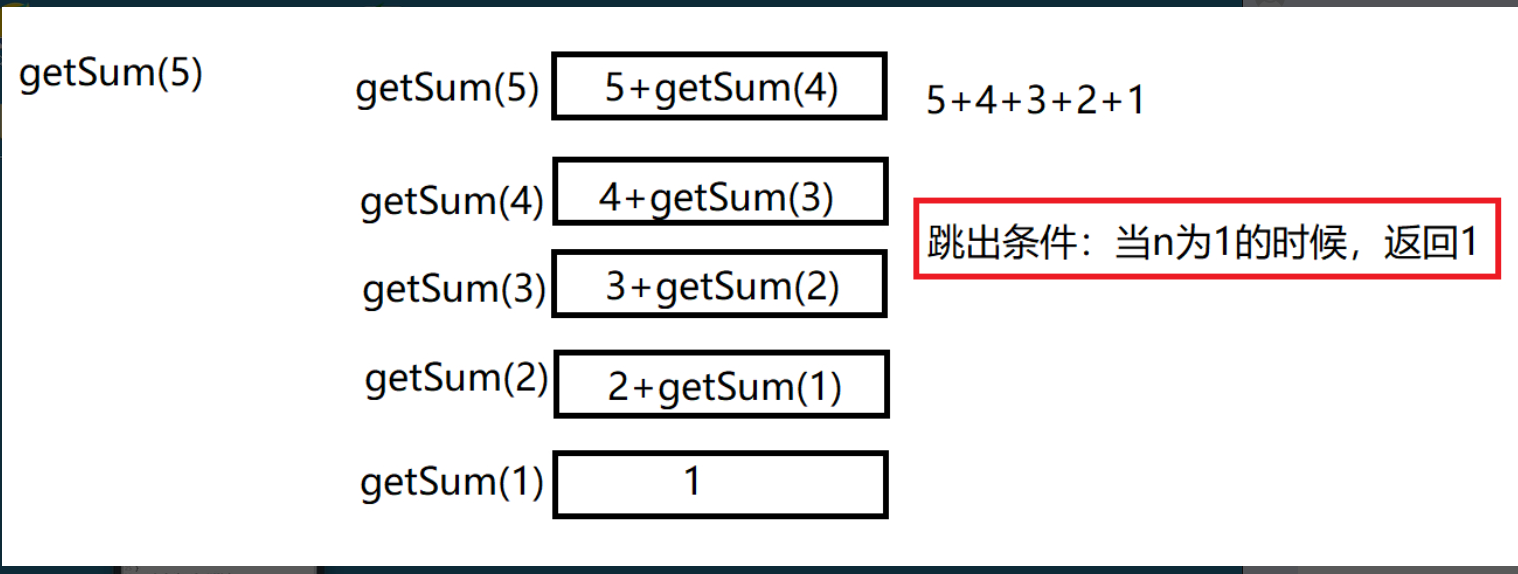 getSum(5)
getSum(5) 5+getSum(4) 5+4+3+2+1
getSum(4) 4+getSum(3)
跳出条件：当n为1的时候，返回1
getSum(3) 3+getSum(2)
getSum(2) 2+getSum(1)
getSum(1) 1